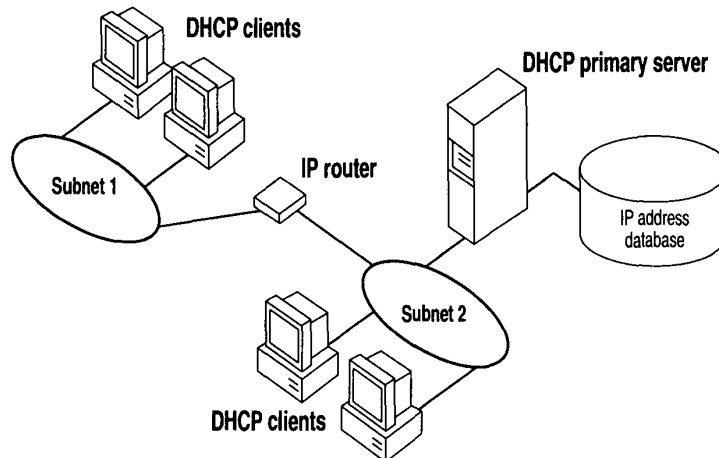 DHCP clients
DHCP primary server
Subnet 1
IP router
IP address
database
Subnet 2
DHCP clients